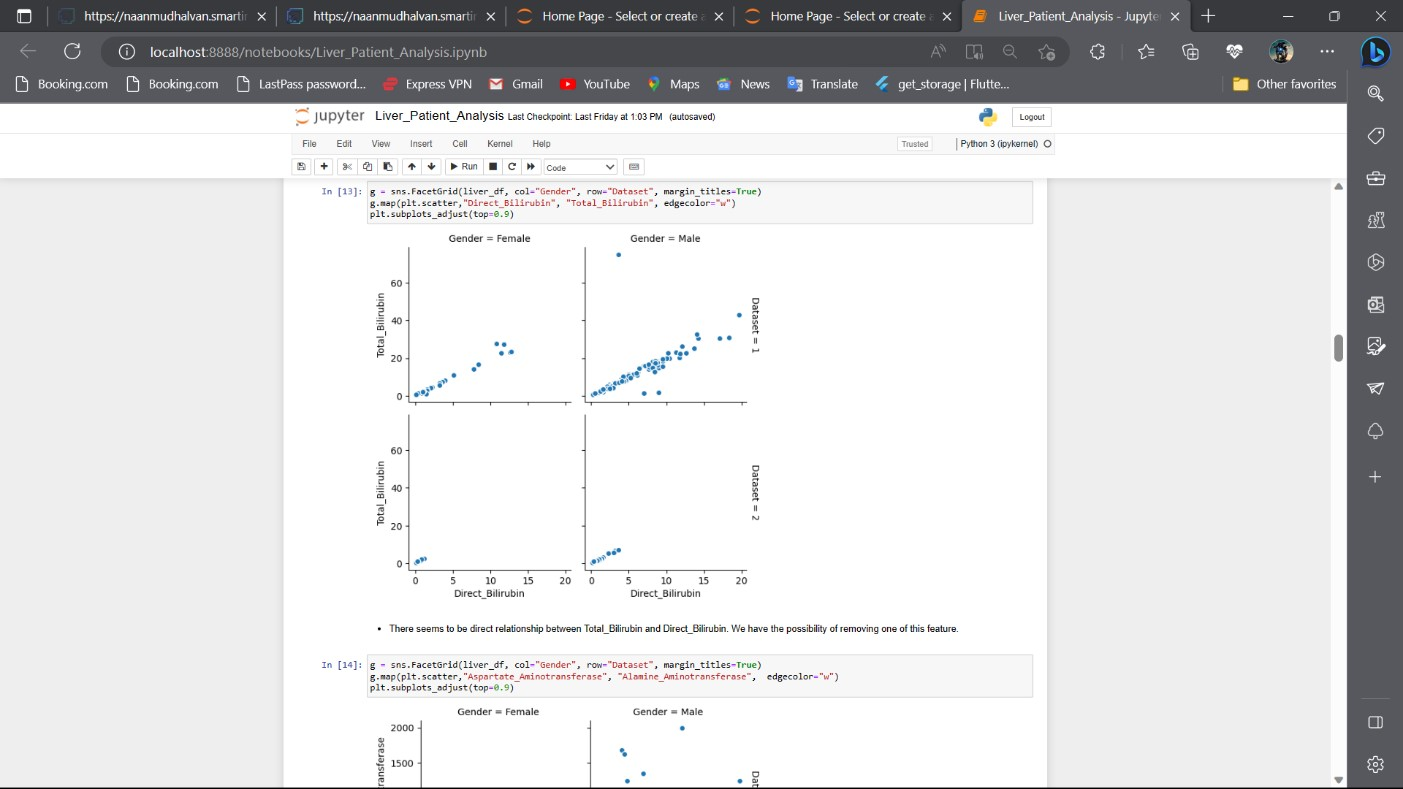 https://naanmudhalvan.smartin
https://naanmudhalvan.smartin
Home Page - Select or create a
Home Page - Select or create a
Liver_Patient_Analysis - Jupyte
localhost:8888/notebooks/Liver_Patient_Analysis.ipynb
Booking.com
Booking.com
LastPass password...
Express VPN
Gmail
YouTube
Maps
News
Translate
get_storage | Flutte...
Other favorites
jupyter Liver_Patient_Analysis Last Checkpoint: Last Friday at 1:03 PM (autosaved)
Logout
File Edit View Insert Cell Kernel Help
Trusted
Python 3 (ipykernel)
Run
Code
In [13]: g = sns.FacetGrid(liver_df, col="Gender", row="Dataset", margin_titles=True)
g.map(plt.scatter,"Direct_Bilirubin", "Total_Bilirubin", edgecolor="w")
plt.subplots_adjust(top=0.9)
Gender = Female
Gender = Male
Total_Bilirubin
60
40
20
0
Dataset = 1
Total_Bilirubin
60
40
20
0
Dataset = 2
0 5 10 15 20
0 5 10 15 20
Direct_Bilirubin
Direct_Bilirubin
• There seems to be direct relationship between Total_Bilirubin and Direct_Bilirubin. We have the possibility of removing one of this feature.
In [14]: g = sns.FacetGrid(liver_df, col="Gender", row="Dataset", margin_titles=True)
g.map(plt.scatter,"Aspartate_Aminotransferase", "Alamine_Aminotransferase", edgecolor="w")
plt.subplots_adjust(top=0.9)
Gender = Female
Gender = Male
2000
1500
ransferase
Dat